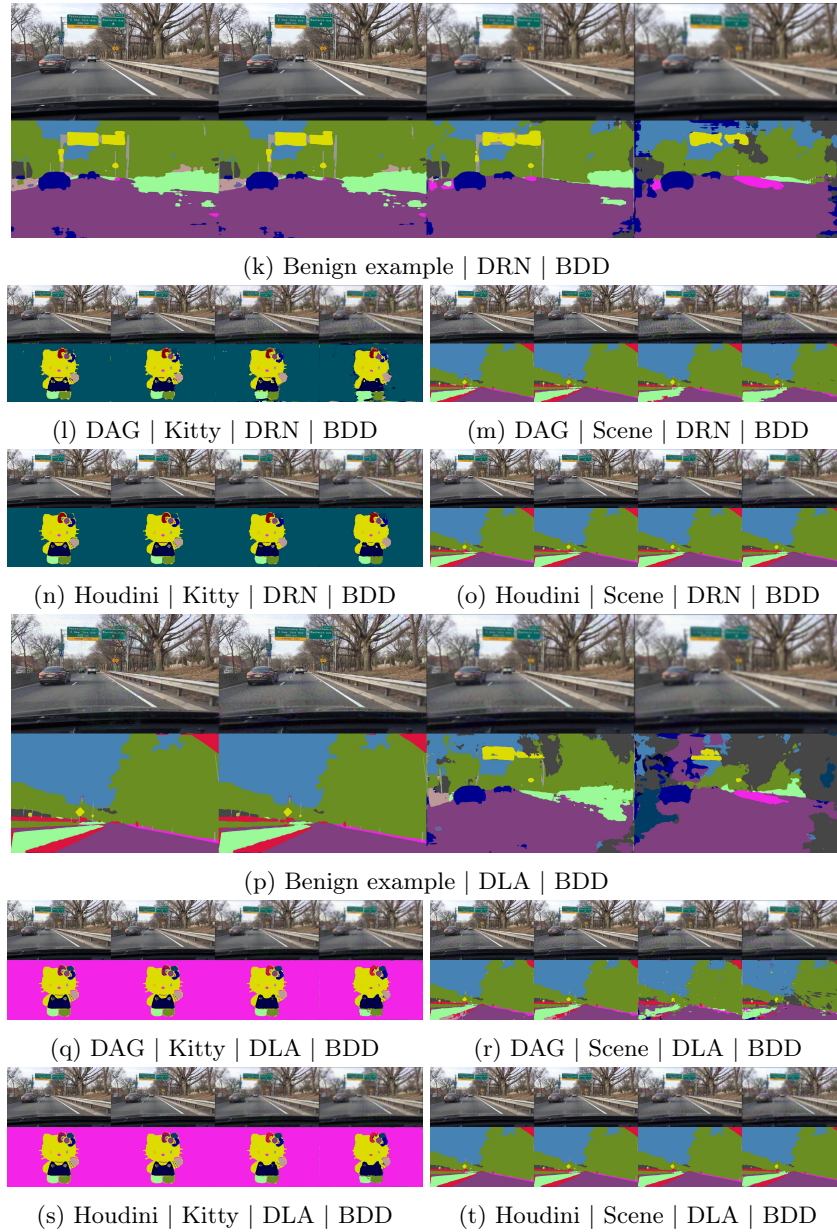 (k) Benign example | DRN | BDD
(l) DAG | Kitty | DRN | BDD
(m) DAG | Scene | DRN | BDD
(n) Houdini | Kitty | DRN | BDD
(o) Houdini | Scene | DRN | BDD
(p) Benign example | DLA | BDD
(q) DAG | Kitty | DLA | BDD
(r) DAG | Scene | DLA | BDD
(s) Houdini | Kitty | DLA | BDD
(t) Houdini | Scene | DLA | BDD